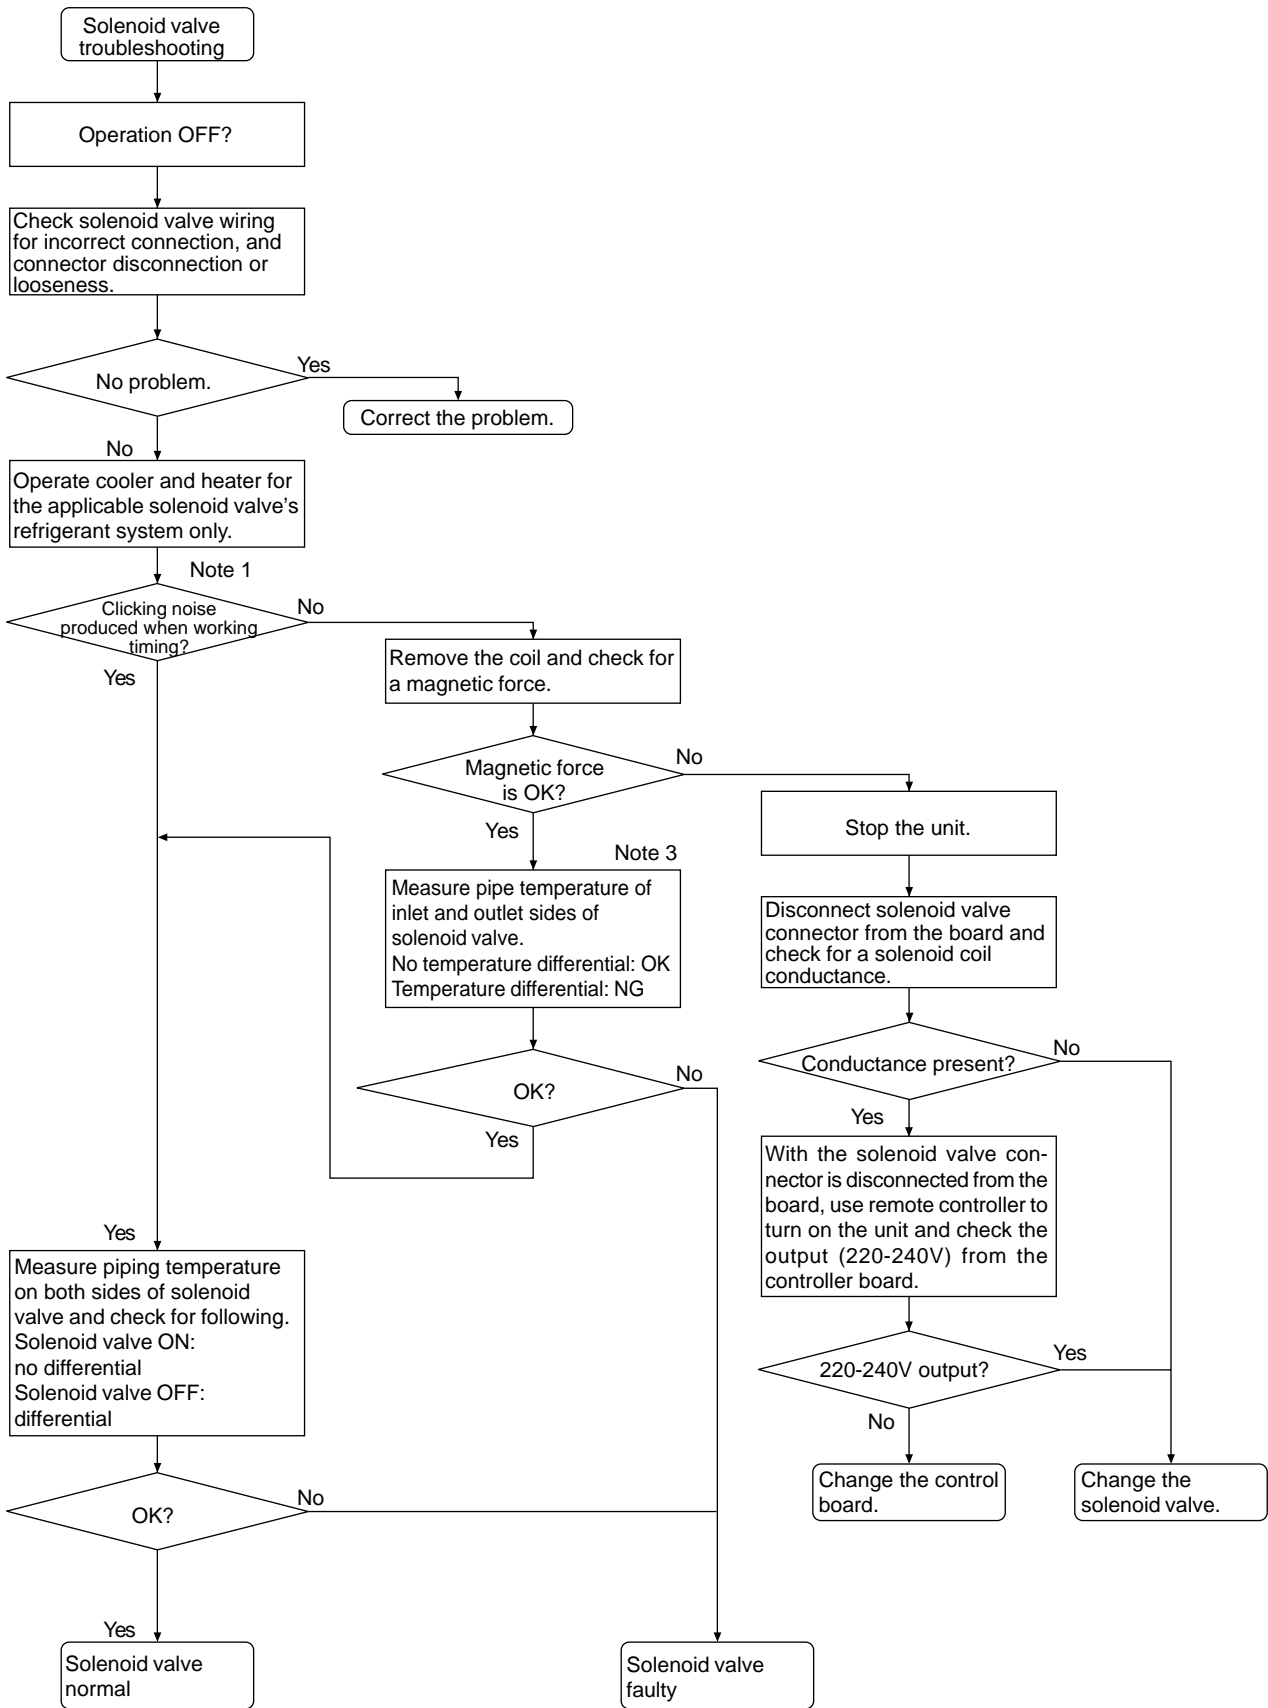 Solenoid valve
troubleshooting
Operation OFF?
Check solenoid valve wiring
for incorrect connection, and
connector disconnection or
looseness.
No problem.
Yes
Correct the problem.
No
Operate cooler and heater for
the applicable solenoid valve's
refrigerant system only.
Note 1
Clicking noise
produced when working
timing?
No
Yes
Remove the coil and check for
a magnetic force.
Magnetic force
is OK?
No
Yes
Stop the unit.
Note 3
Measure pipe temperature of
inlet and outlet sides of
solenoid valve.
No temperature differential: OK
Temperature differential: NG
Disconnect solenoid valve
connector from the board and
check for a solenoid coil
conductance.
OK?
No
Yes
Conductance present?
No
Yes
With the solenoid valve con-
nector is disconnected from the
board, use remote controller to
turn on the unit and check the
output (220-240V) from the
controller board.
Yes
Measure piping temperature
on both sides of solenoid
valve and check for following.
Solenoid valve ON:
no differential
Solenoid valve OFF:
differential
220-240V output?
Yes
No
Change the control
board.
Change the
solenoid valve.
OK?
No
Yes
Solenoid valve
normal
Solenoid valve
faulty